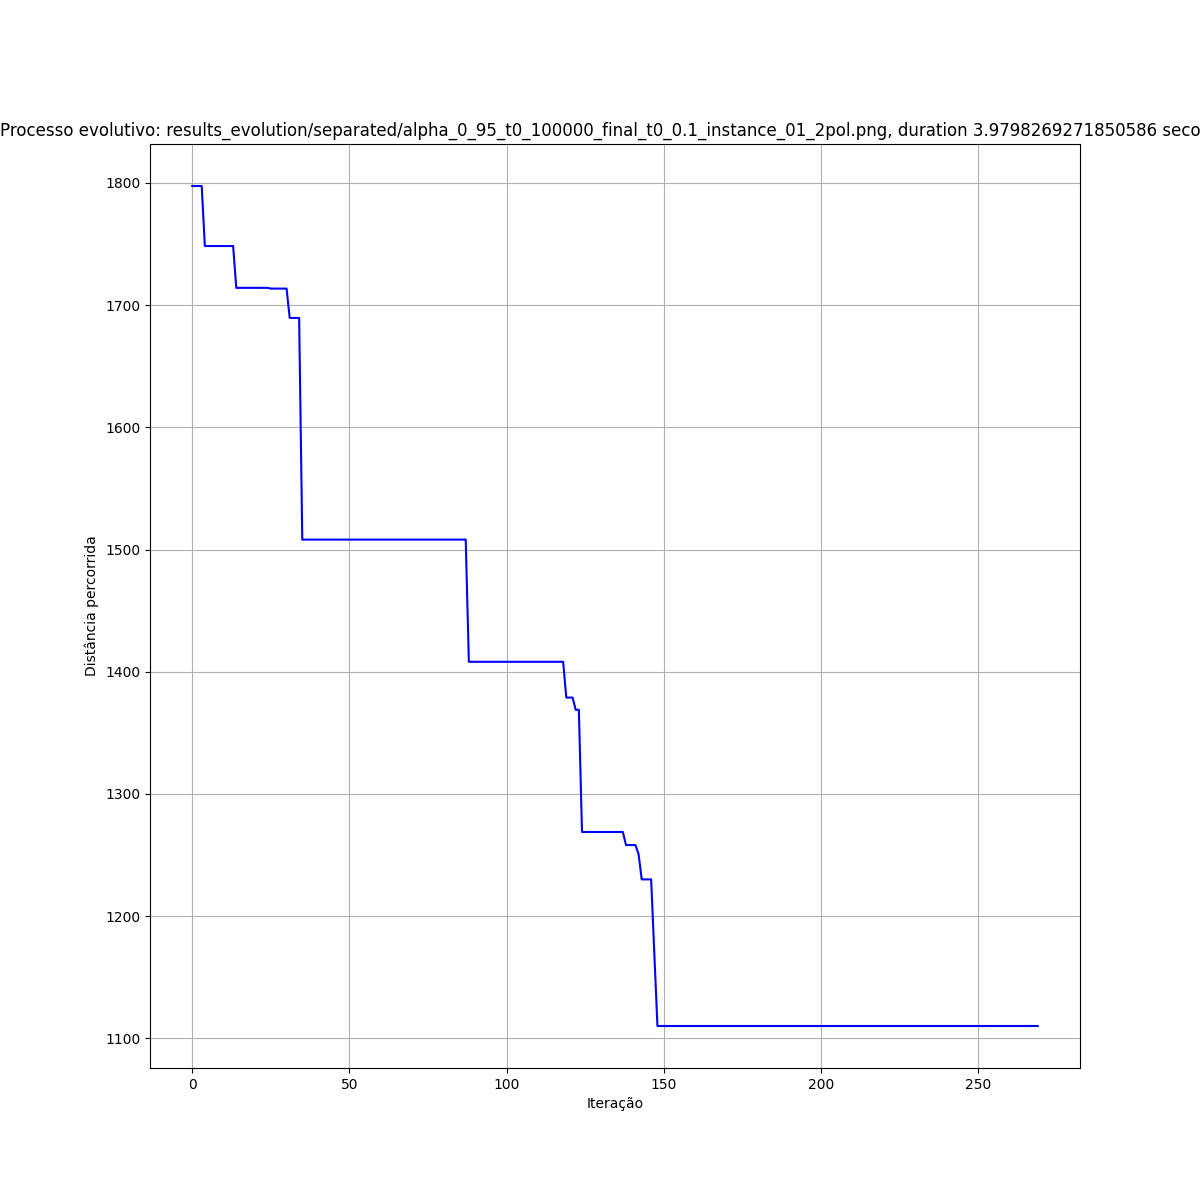 Processo evolutivo: results_evolution/separated/alpha_0_95_t0_100000_final_t0_0.1_instance_01_2pol.png, duration 3.9798269271850586 seco
1800
1700
1600
1500
1400
1300
1200
1100
Distância percorrida
0 50 100 150 200 250
Iteração